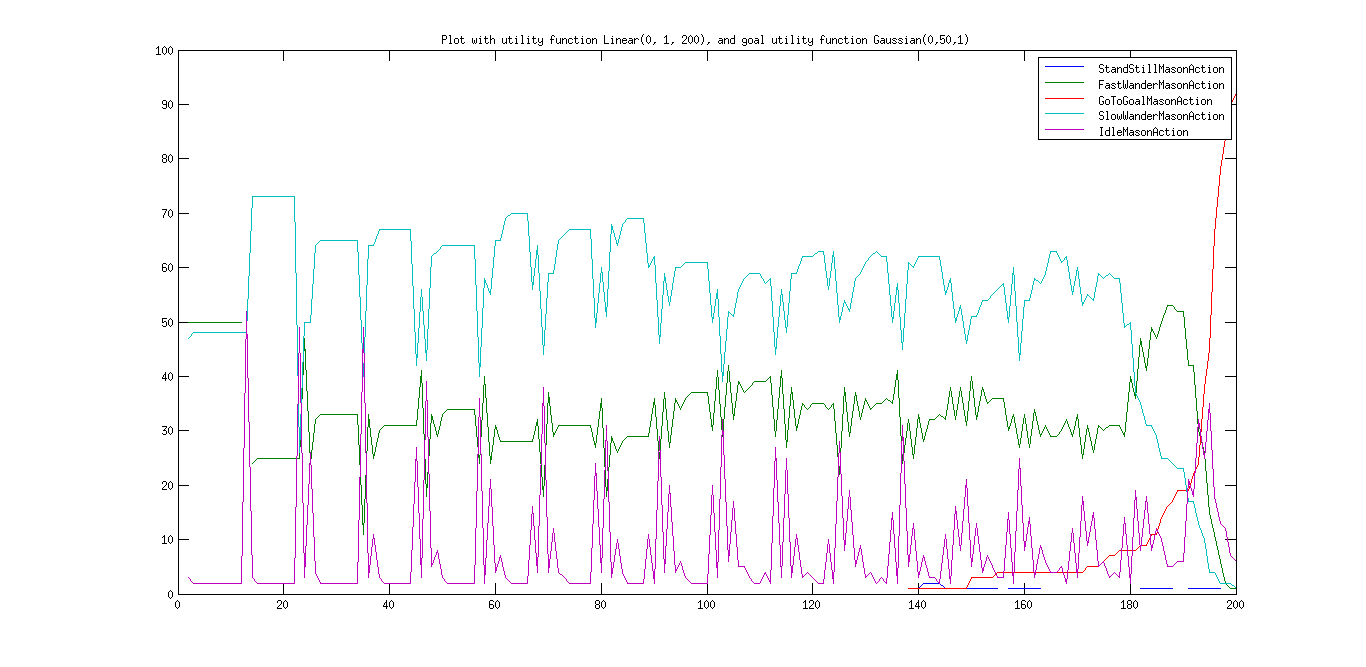 Plot with utility function Linear(0, 1, 200), and goal utility function Gaussian(0,50,1)
100
90
80
70
60
50
40
30
20
10
0
StandStillMasonAction
FastWanderMasonAction
GoToGoalMasonAction
SlowWanderMasonAction
IdleMasonAction
0 20 40 60 80 100 120 140 160 180 200